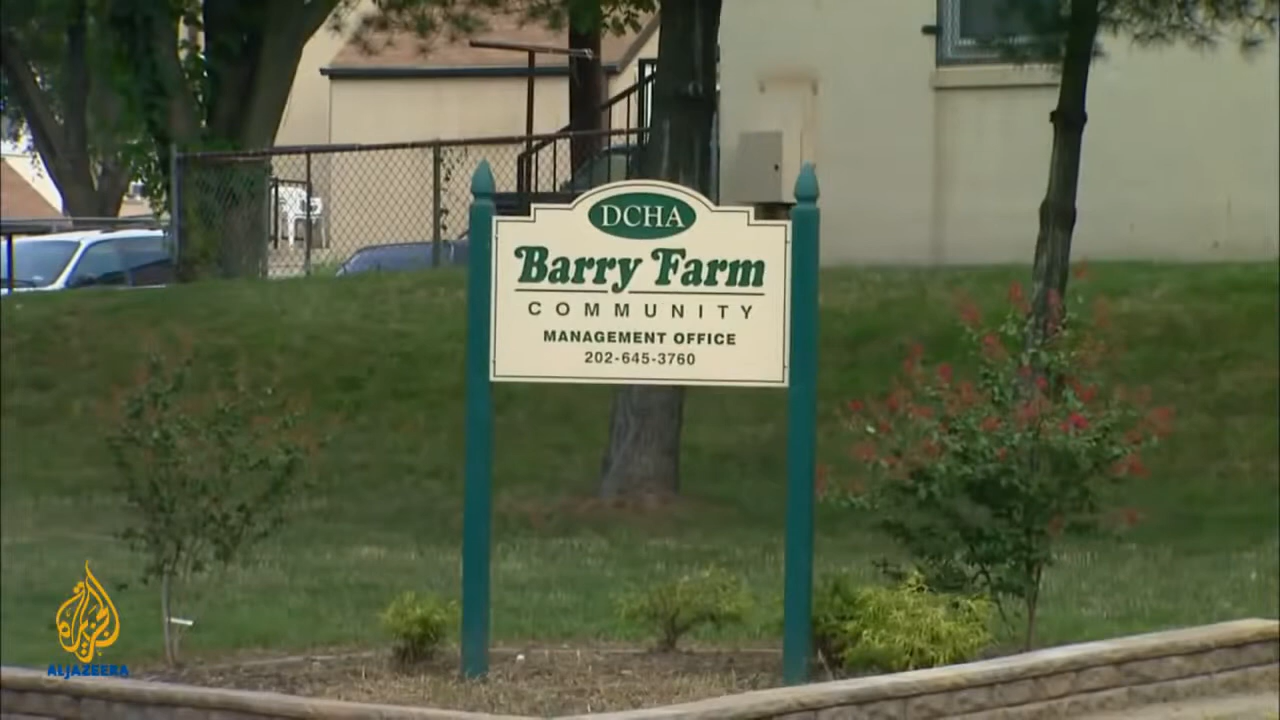 DCHA
Barry Farm
COMMUNITY
MANAGEMENT OFFICE
202-645-3760
الجزيرة
ALJAZEERA